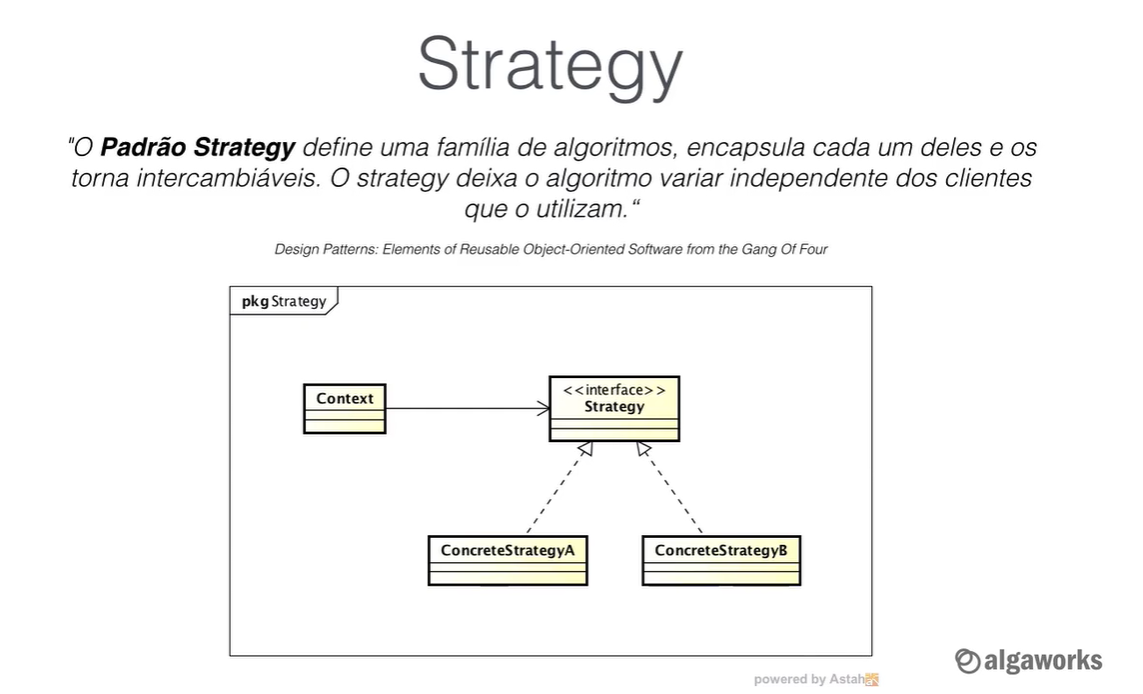 Strategy
"O Padrão Strategy define uma família de algoritmos, encapsula cada um deles e os
torna intercambiáveis. O strategy deixa o algoritmo variar independente dos clientes
que o utilizam.“
Design Patterns: Elements of Reusable Object-Oriented Software from the Gang Of Four
pkg Strategy
Context
<<interface>>
Strategy
ConcreteStrategyA
ConcreteStrategyB
algaworks
powered by Astah